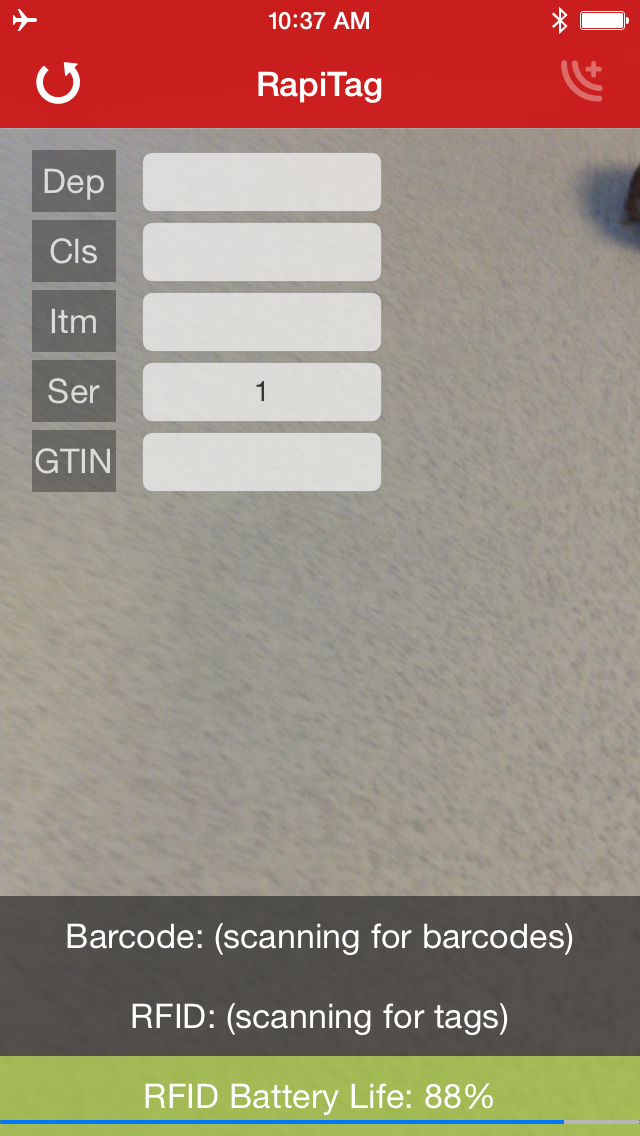 10:37 AM
RapiTag
Dep
Cls
Itm
Ser 1
GTIN
Barcode: (scanning for barcodes)
RFID: (scanning for tags)
RFID Battery Life: 88%